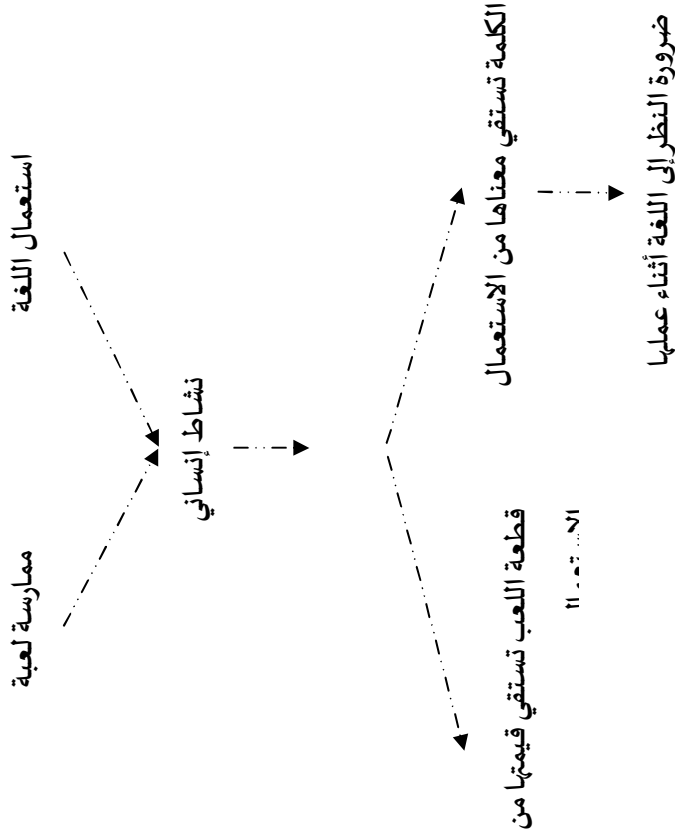 استعمال اللغة
ممارسة لعبة
نشاط إنساني
الكلمة تستقي معناها من الاستعمال
قطعة اللعب تستقي قيمتها من
ضرورة النظر إلى اللغة أثناء عملها